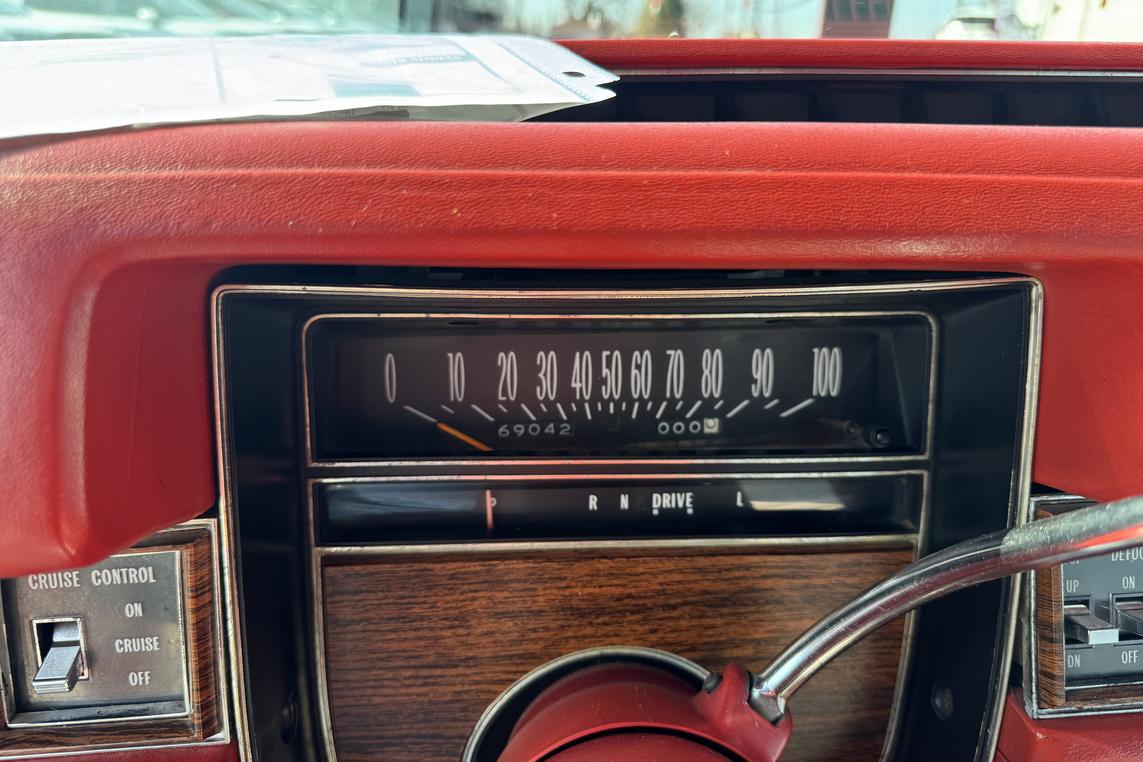 0 10 20 30 40 50 60 70 80 90 100
69042 000
P R N DRIVE L
CRUISE CONTROL
ON
CRUISE
OFF
UP ON
DN OFF